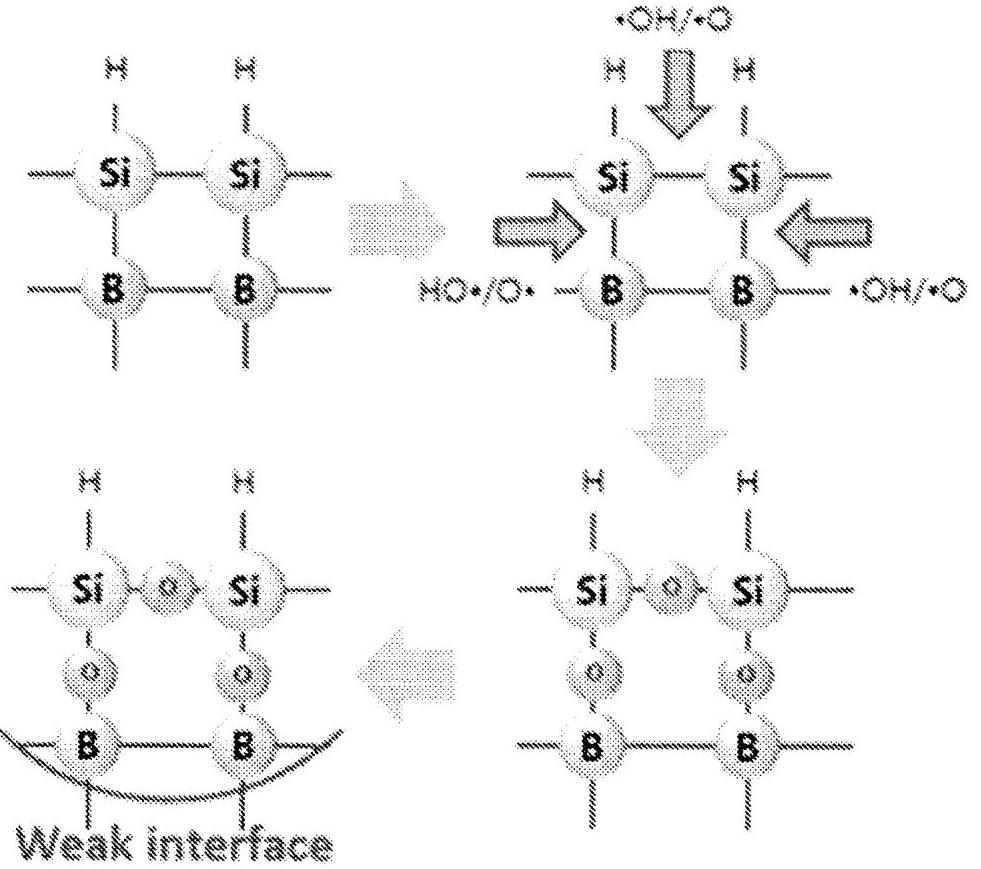 H H
Si Si
B B
•OH/•O
H H
Si Si
HO•/O• B B •OH/•O
H H
Si O Si
O O
B B
Weak interface
H H
Si O Si
O O
B B